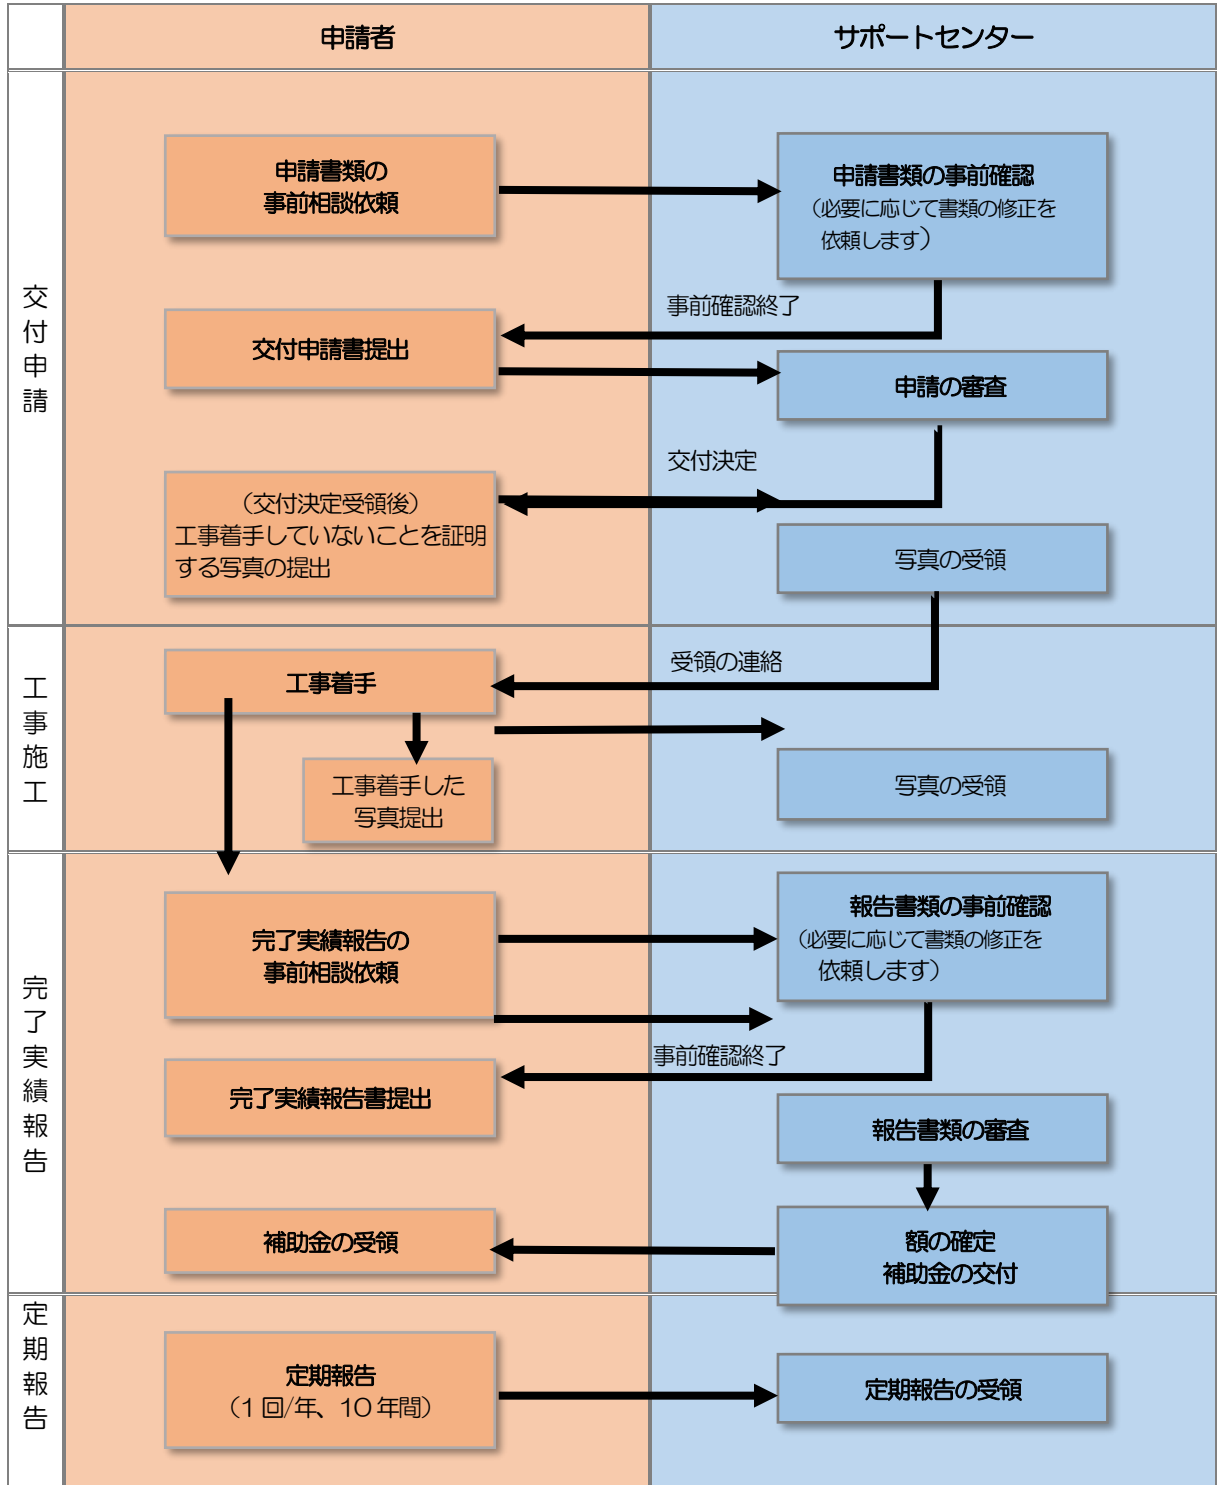 申請者
サポートセンター
交付申請
申請書類の
事前相談依頼
申請書類の事前確認
（必要に応じて書類の修正を
依頼します）
事前確認終了
交付申請書提出
申請の審査
交付決定
（交付決定受領後）
工事着手していないことを証明
する写真の提出
写真の受領
工事施工
受領の連絡
工事着手
工事着手した
写真提出
写真の受領
完了実績報告
完了実績報告の
事前相談依頼
報告書類の事前確認
（必要に応じて書類の修正を
依頼します）
事前確認終了
完了実績報告書提出
報告書類の審査
補助金の受領
額の確定
補助金の交付
定期報告
定期報告
（1回/年、10年間）
定期報告の受領